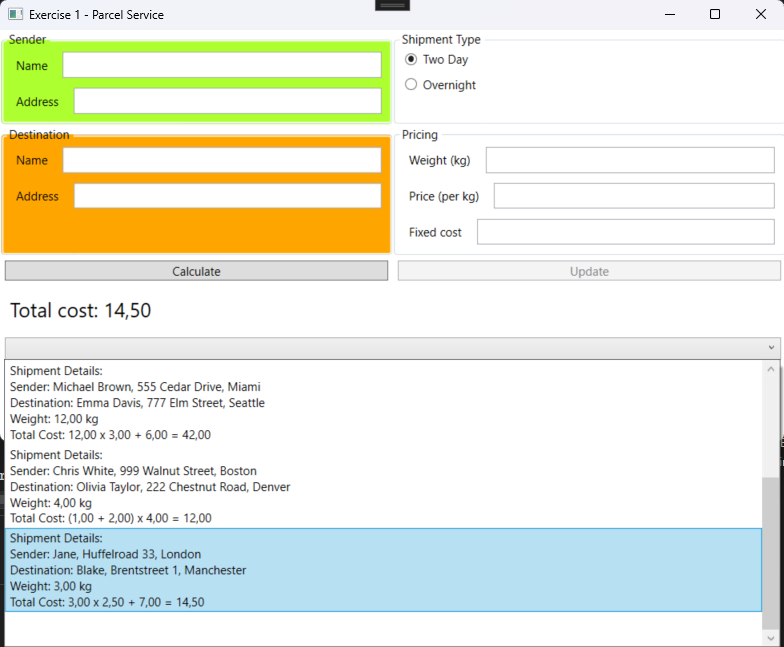 Exercise 1 - Parcel Service
Sender
Name
Address
Shipment Type
Two Day
Overnight
Destination
Name
Address
Pricing
Weight (kg)
Price (per kg)
Fixed cost
Calculate
Update
Total cost: 14,50
Shipment Details:
Sender: Michael Brown, 555 Cedar Drive, Miami
Destination: Emma Davis, 777 Elm Street, Seattle
Weight: 12,00 kg
Total Cost: 12,00 x 3,00 + 6,00 = 42,00
Shipment Details:
Sender: Chris White, 999 Walnut Street, Boston
Destination: Olivia Taylor, 222 Chestnut Road, Denver
Weight: 4,00 kg
Total Cost: (1,00 + 2,00) x 4,00 = 12,00
Shipment Details:
Sender: Jane, Huffelroad 33, London
Destination: Blake, Brentstreet 1, Manchester
Weight: 3,00 kg
Total Cost: 3,00 x 2,50 + 7,00 = 14,50